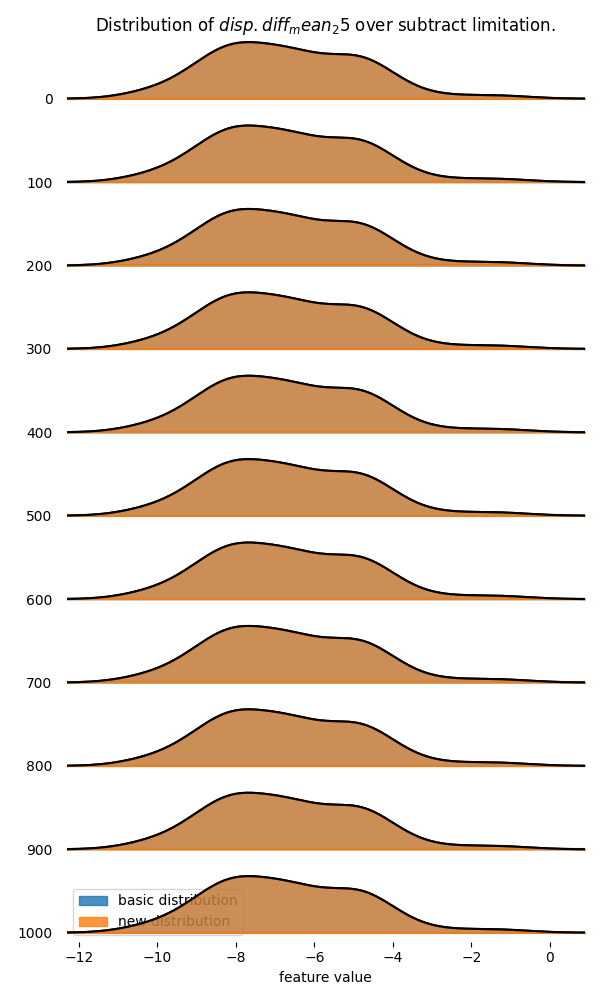 Distribution of disp.diff_mean_25 over subtract limitation.
0
100
200
300
400
500
600
700
800
900
1000
basic distribution
new distribution
−12 −10 −8 −6 −4 −2 0
feature value